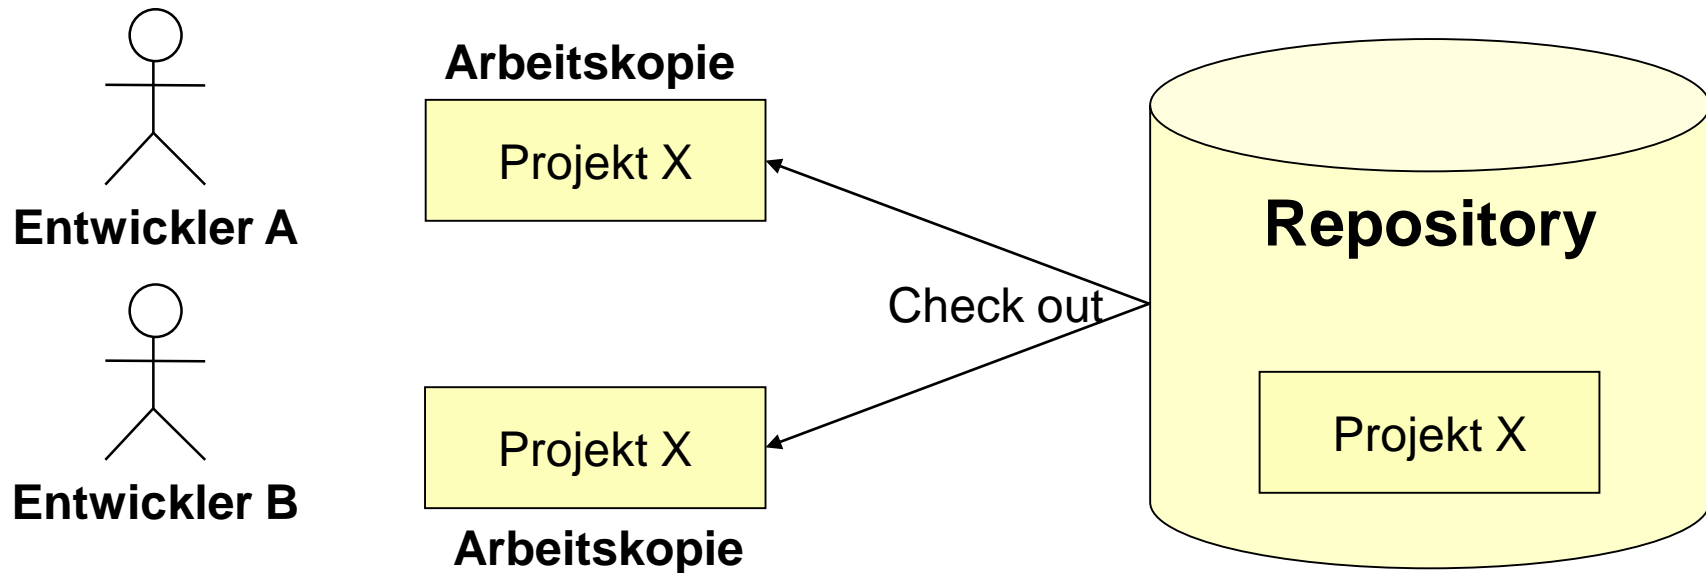 Arbeitskopie
Projekt X
Entwickler A
Repository
Check out
Projekt X
Projekt X
Entwickler B
Arbeitskopie